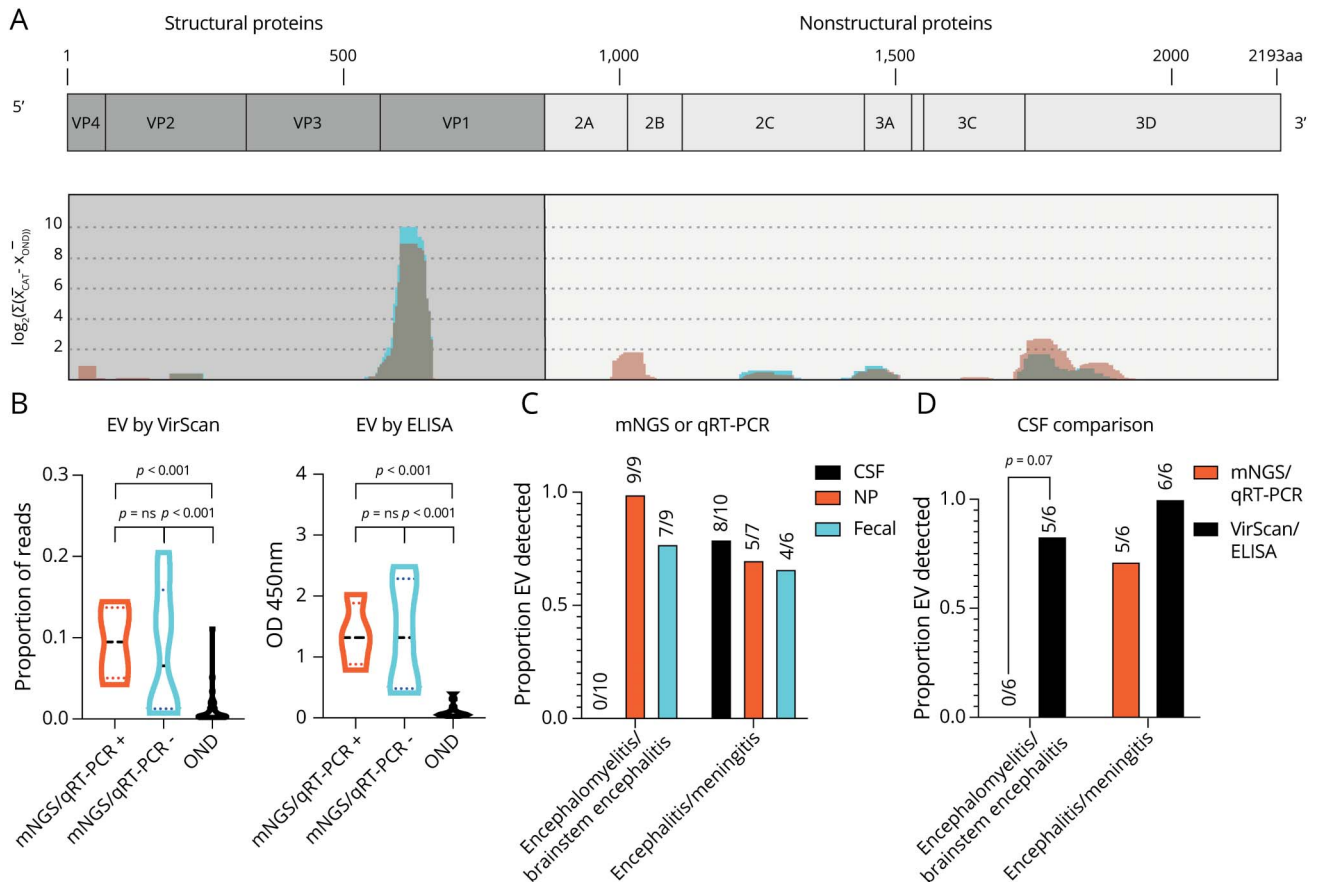 A
Structural proteins
Nonstructural proteins
1
500
1,000
1,500
2000
2193aa
5’
VP4
VP2
VP3
VP1
2A
2B
2C
3A
3C
3D
3’
log2(Σ(x̅CAT- x̅OND))
10
8
6
4
2
B
EV by VirScan
Proportion of reads
0.3
0.2
0.1
0.0
p < 0.001
p = ns
p < 0.001
mNGS/qRT-PCR +
mNGS/qRT-PCR -
OND
EV by ELISA
OD 450nm
4
3
2
1
0
p < 0.001
p = ns
p < 0.001
mNGS/qRT-PCR +
mNGS/qRT-PCR -
OND
C
mNGS or qRT-PCR
Proportion EV detected
1.0
0.5
0.0
0/10
9/9
7/9
8/10
5/7
4/6
Encephalomyelitis/
brainstem encephalitis
Encephalitis/meningitis
CSF
NP
Fecal
D
CSF comparison
Proportion EV detected
1.0
0.5
0.0
p = 0.07
0/6
5/6
5/6
6/6
Encephalomyelitis/
brainstem encephalitis
Encephalitis/meningitis
mNGS/
qRT-PCR
VirScan/
ELISA